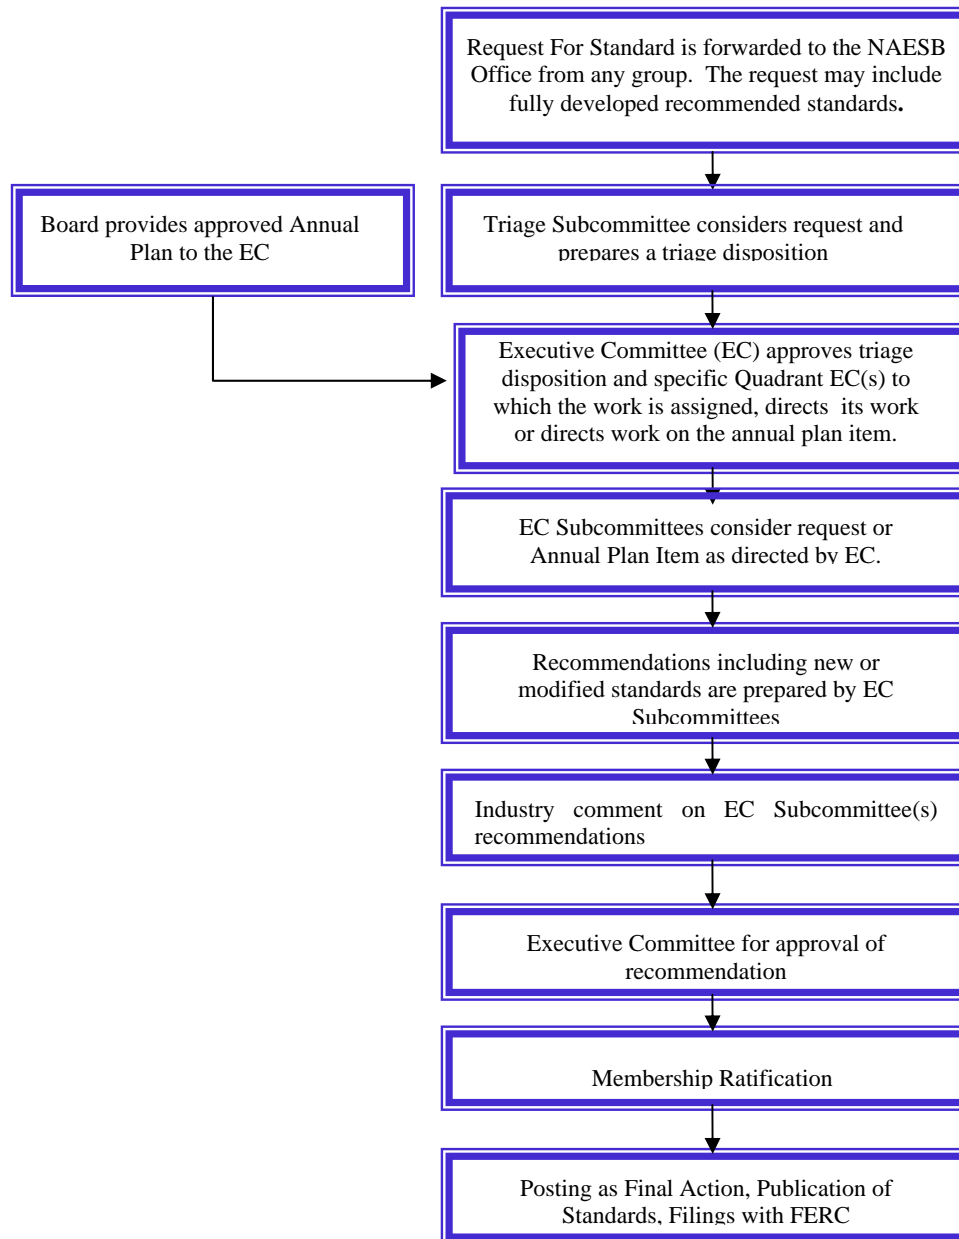 Request For Standard is forwarded to the NAESB
Office from any group.  The request may include
fully developed recommended standards.
Board provides approved Annual
Plan to the EC
Triage Subcommittee considers request and
prepares a triage disposition
Executive Committee (EC) approves triage
disposition and specific Quadrant EC(s) to
which the work is assigned, directs  its work
or directs work on the annual plan item.
EC Subcommittees consider request or
Annual Plan Item as directed by EC.
Recommendations including new or
modified standards are prepared by EC
Subcommittees
Industry comment on EC Subcommittee(s)
recommendations
Executive Committee for approval of
recommendation
Membership Ratification
Posting as Final Action, Publication of
Standards, Filings with FERC